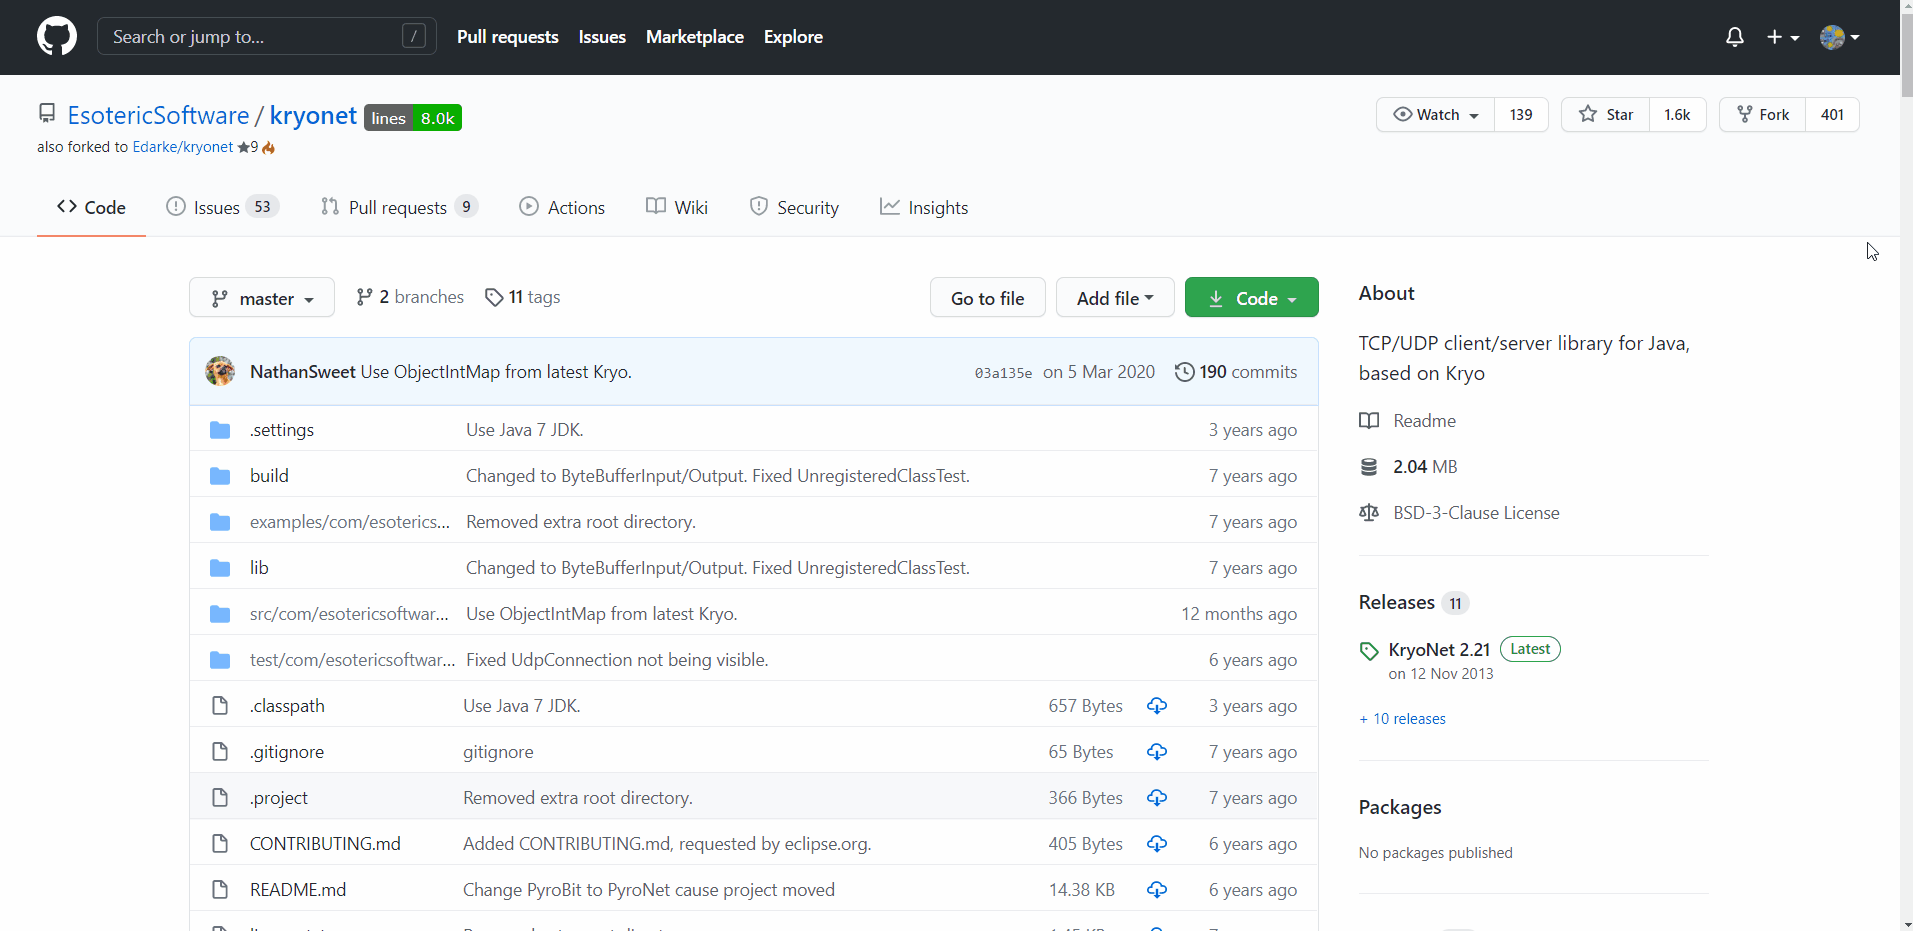 Search or jump to... /
Pull requests Issues Marketplace Explore
EsotericSoftware / kryonet lines 8.0k
Watch 139 Star 1.6k Fork 401
also forked to Edarke/kryonet ★9
Code Issues 53 Pull requests 9 Actions Wiki Security Insights
master 2 branches 11 tags Go to file Add file Code
NathanSweet Use ObjectIntMap from latest Kryo. 03a135e on 5 Mar 2020 190 commits
.settings Use Java 7 JDK. 3 years ago
build Changed to ByteBufferInput/Output. Fixed UnregisteredClassTest. 7 years ago
examples/com/esoterics... Removed extra root directory. 7 years ago
lib Changed to ByteBufferInput/Output. Fixed UnregisteredClassTest. 7 years ago
src/com/esotericsoftwar... Use ObjectIntMap from latest Kryo. 12 months ago
test/com/esotericsoftwar... Fixed UdpConnection not being visible. 6 years ago
.classpath Use Java 7 JDK. 657 Bytes 3 years ago
.gitignore gitignore 65 Bytes 7 years ago
.project Removed extra root directory. 366 Bytes 7 years ago
CONTRIBUTING.md Added CONTRIBUTING.md, requested by eclipse.org. 405 Bytes 6 years ago
README.md Change PyroBit to PyroNet cause project moved 14.38 KB 6 years ago
About
TCP/UDP client/server library for Java,
based on Kryo
Readme
2.04 MB
BSD-3-Clause License
Releases 11
KryoNet 2.21 Latest
on 12 Nov 2013
+ 10 releases
Packages
No packages published